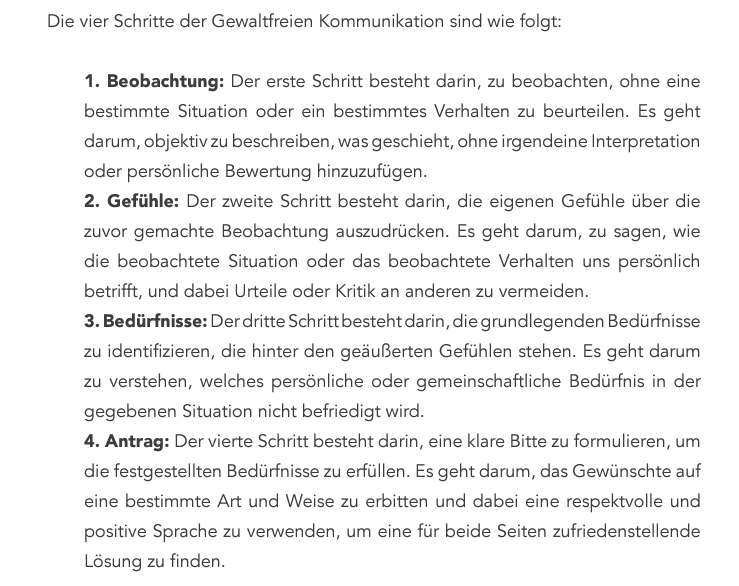 Die vier Schritte der Gewaltfreien Kommunikation sind wie folgt:
1. Beobachtung: Der erste Schritt besteht darin, zu beobachten, ohne eine
bestimmte Situation oder ein bestimmtes Verhalten zu beurteilen. Es geht
darum, objektiv zu beschreiben, was geschieht, ohne irgendeine Interpretation
oder persönliche Bewertung hinzuzufügen.
2. Gefühle: Der zweite Schritt besteht darin, die eigenen Gefühle über die
zuvor gemachte Beobachtung auszudrücken. Es geht darum, zu sagen, wie
die beobachtete Situation oder das beobachtete Verhalten uns persönlich
betrifft, und dabei Urteile oder Kritik an anderen zu vermeiden.
3. Bedürfnisse: Der dritte Schritt besteht darin, die grundlegenden Bedürfnisse
zu identifizieren, die hinter den geäußerten Gefühlen stehen. Es geht darum
zu verstehen, welches persönliche oder gemeinschaftliche Bedürfnis in der
gegebenen Situation nicht befriedigt wird.
4. Antrag: Der vierte Schritt besteht darin, eine klare Bitte zu formulieren, um
die festgestellten Bedürfnisse zu erfüllen. Es geht darum, das Gewünschte auf
eine bestimmte Art und Weise zu erbitten und dabei eine respektvolle und
positive Sprache zu verwenden, um eine für beide Seiten zufriedenstellende
Lösung zu finden.